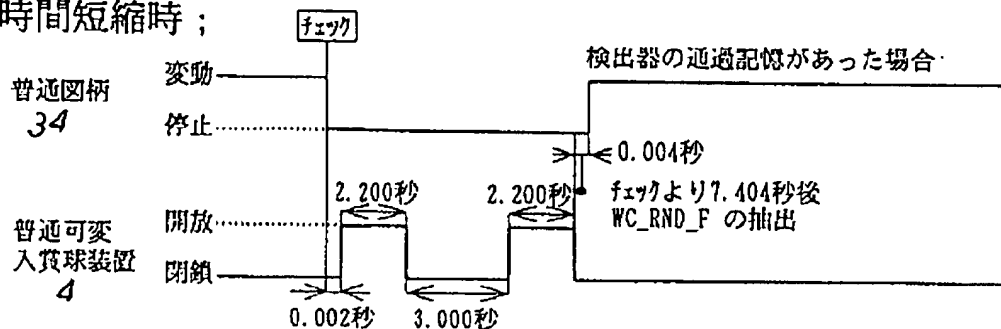 時間短縮時;
チェック
検出器の通過記憶があった場合
普通図柄
34
変動
停止
0.004秒
2.200秒
2.200秒
チェックより7.404秒後
WC_RND_F の抽出
普通可変
入賞球装置
4
開放
閉鎖
0.002秒
3.000秒